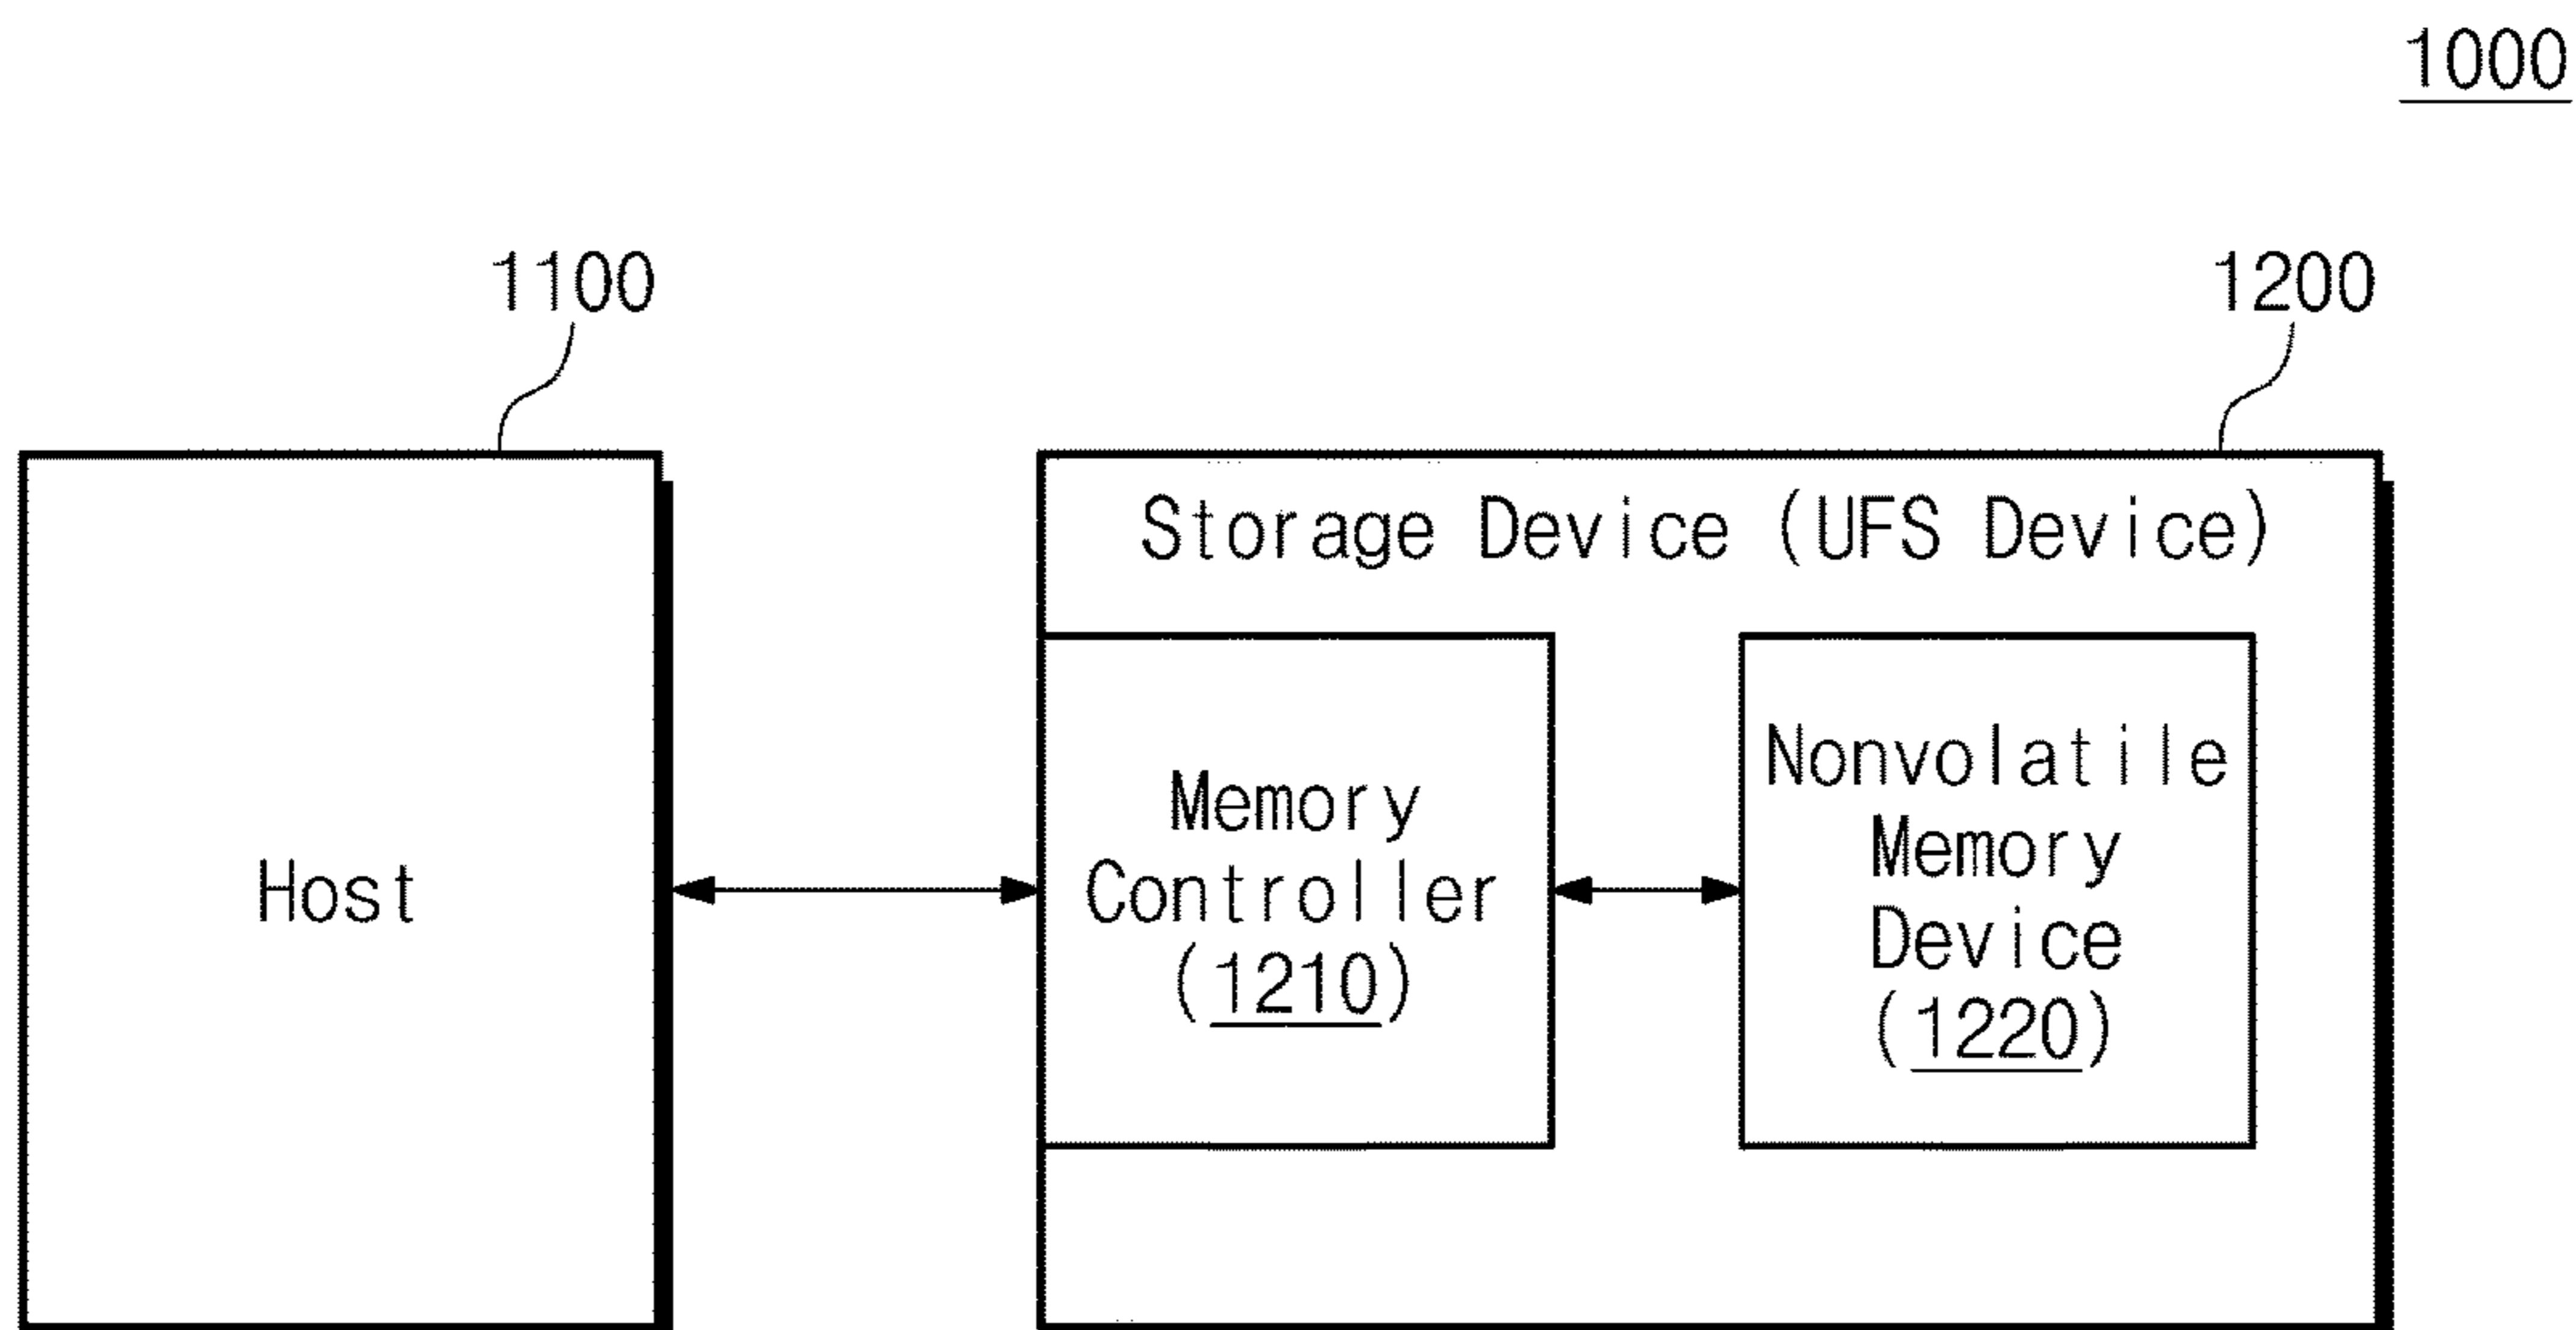 1000
1100
1200
Storage Device (UFS Device)
Host
Memory
Controller
(1210)
Nonvolatile
Memory
Device
(1220)